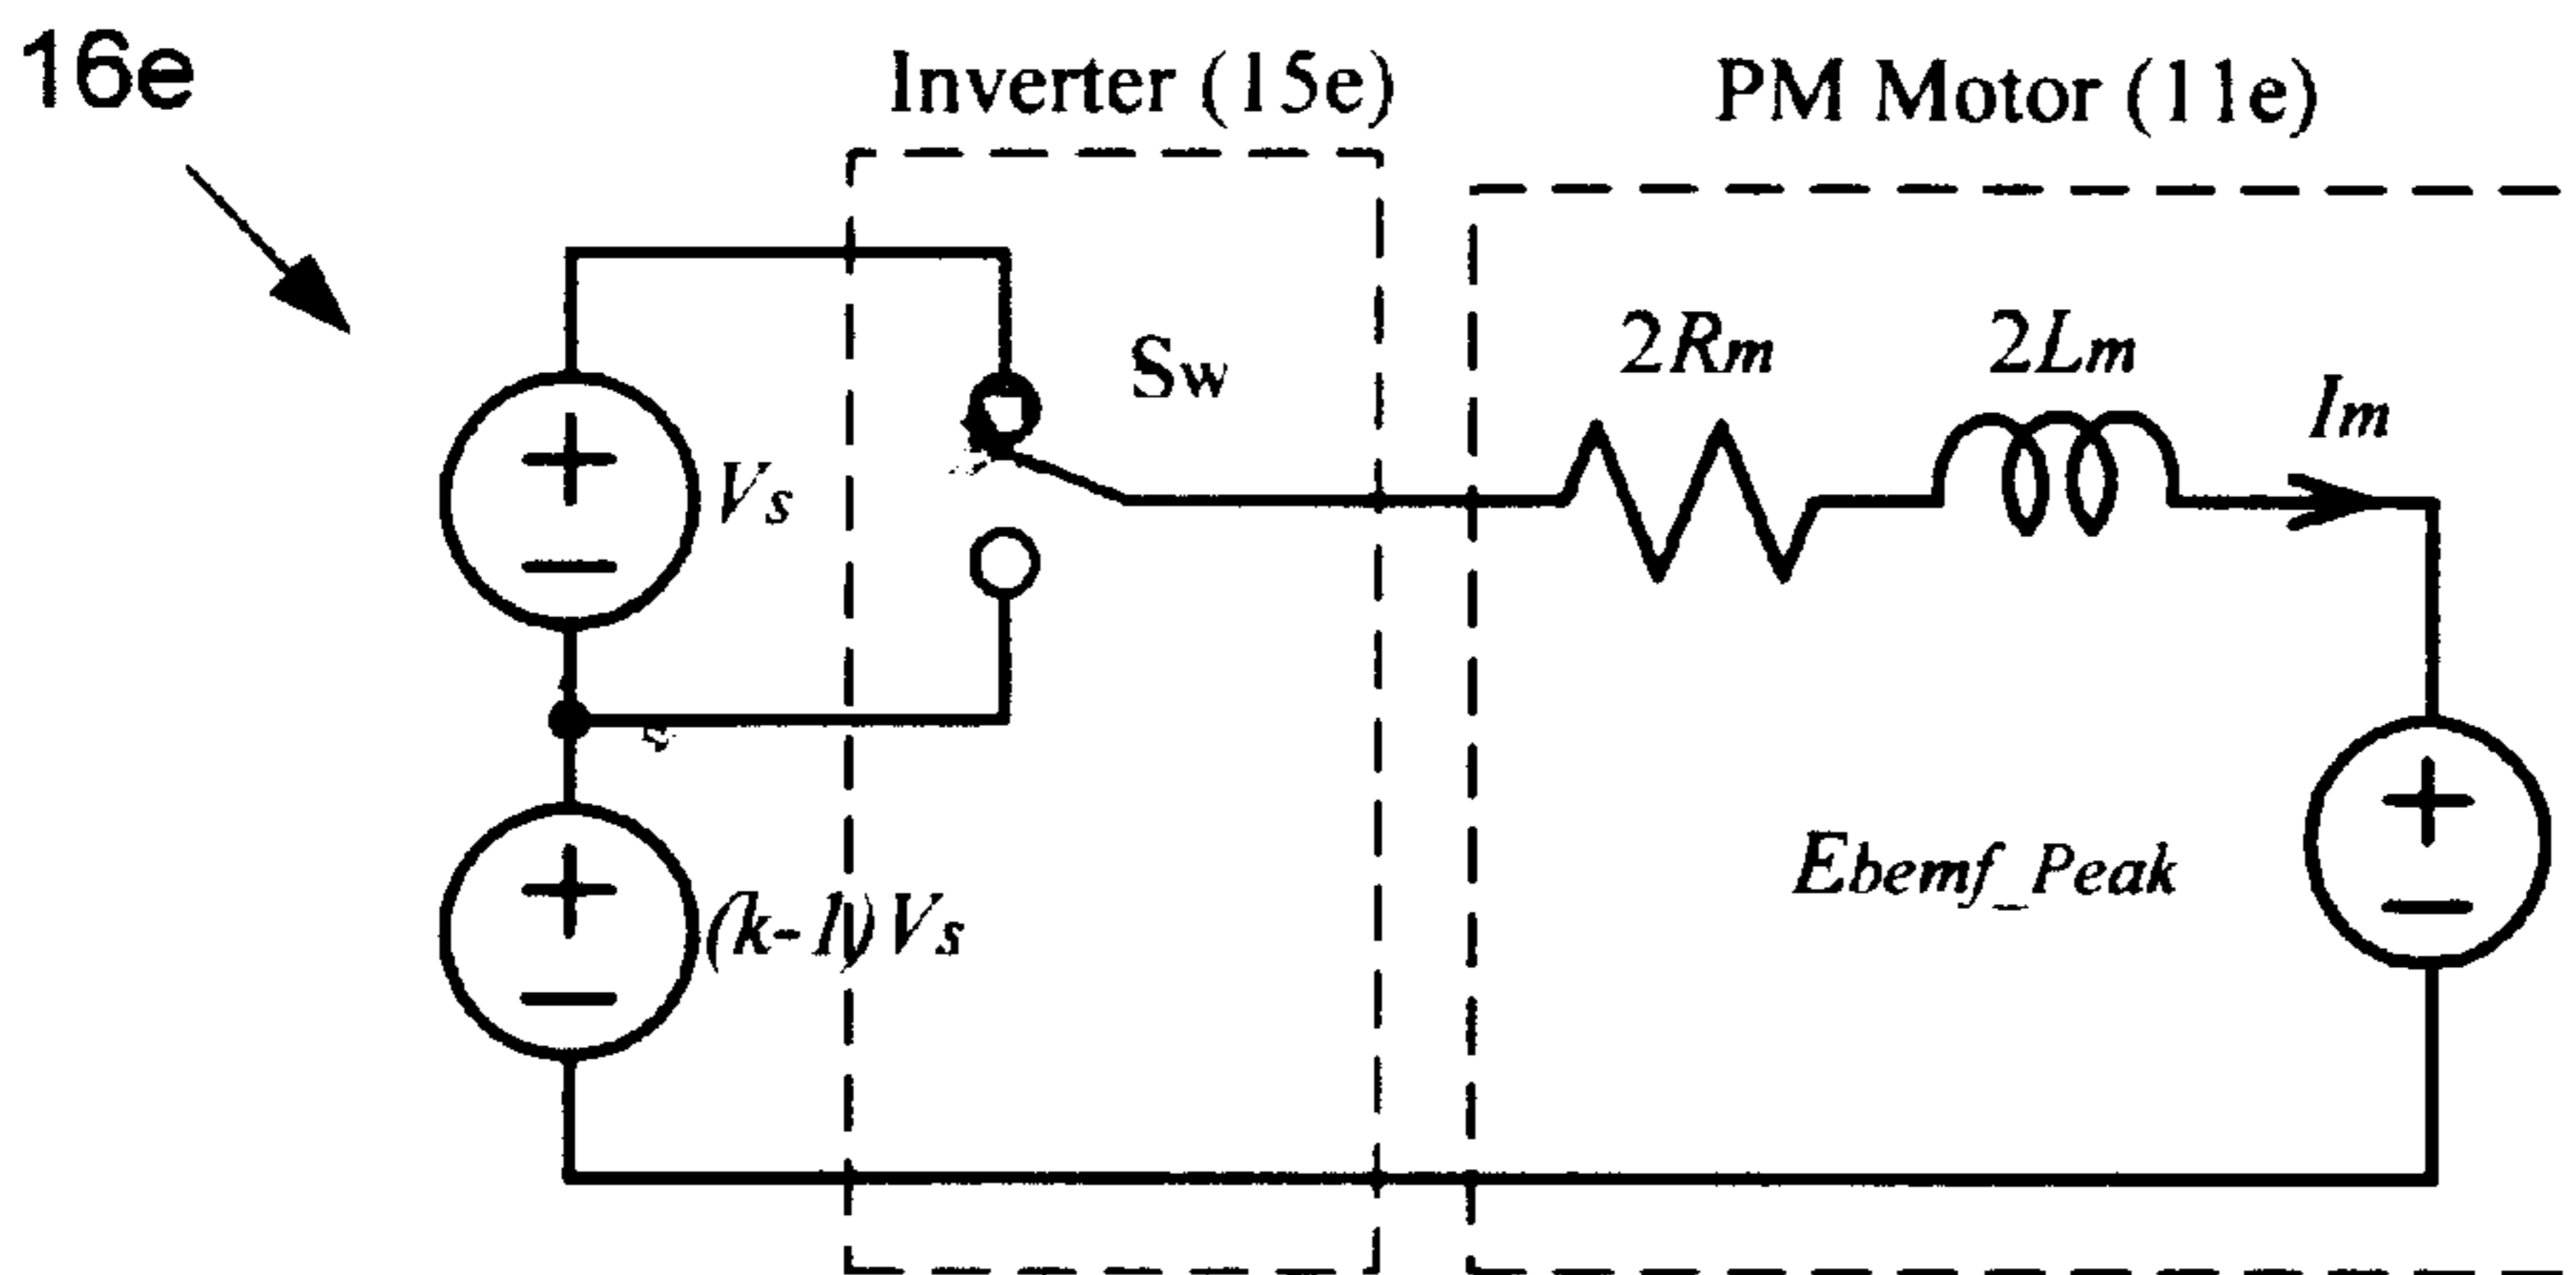 16e
Inverter (15e)
PM Motor (11e)
Sw
2Rm
2Lm
Im
Vs
Ebemf_Peak
(k-1)Vs